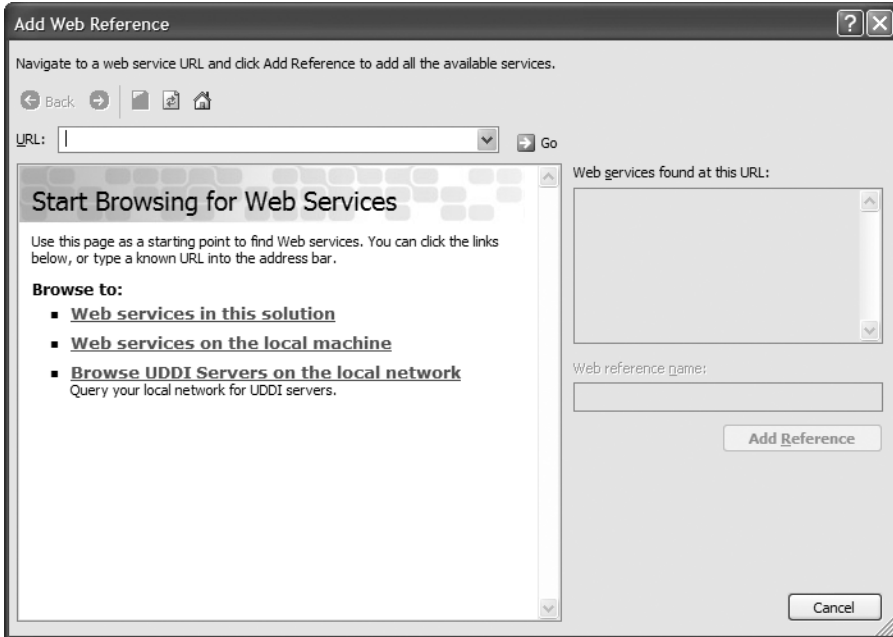 Add Web Reference
Navigate to a web service URL and click Add Reference to add all the available services.
Back
URL:
Go
Start Browsing for Web Services
Use this page as a starting point to find Web services. You can click the links
below, or type a known URL into the address bar.
Browse to:
Web services in this solution
Web services on the local machine
Browse UDDI Servers on the local network
Query your local network for UDDI servers.
Web services found at this URL:
Web reference name:
Add Reference
Cancel